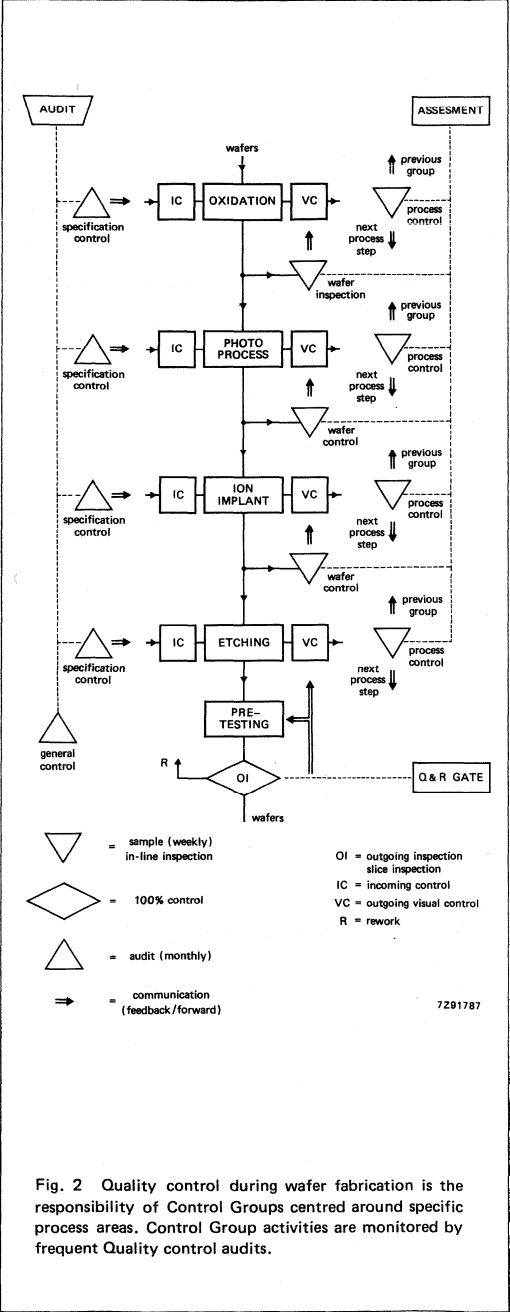 AUDIT
ASSESMENT
wafers
previous
group
IC
OXIDATION
VC
specification
control
process
control
next
process
step
wafer
inspection
previous
group
IC
PHOTO
PROCESS
VC
specification
control
process
control
next
process
step
wafer
control
previous
group
IC
ION
IMPLANT
VC
specification
control
process
control
next
process
step
wafer
control
previous
group
IC
ETCHING
VC
specification
control
process
control
next
process
step
PRE-
TESTING
general
control
R
OI
Q & R GATE
wafers
= sample (weekly)
in-line inspection
= 100% control
= audit (monthly)
= communication
(feedback/forward)
OI = outgoing inspection
slice inspection
IC = incoming control
VC = outgoing visual control
R = rework
7Z91787
Fig. 2 Quality control during wafer fabrication is the
responsibility of Control Groups centred around specific
process areas. Control Group activities are monitored by
frequent Quality control audits.